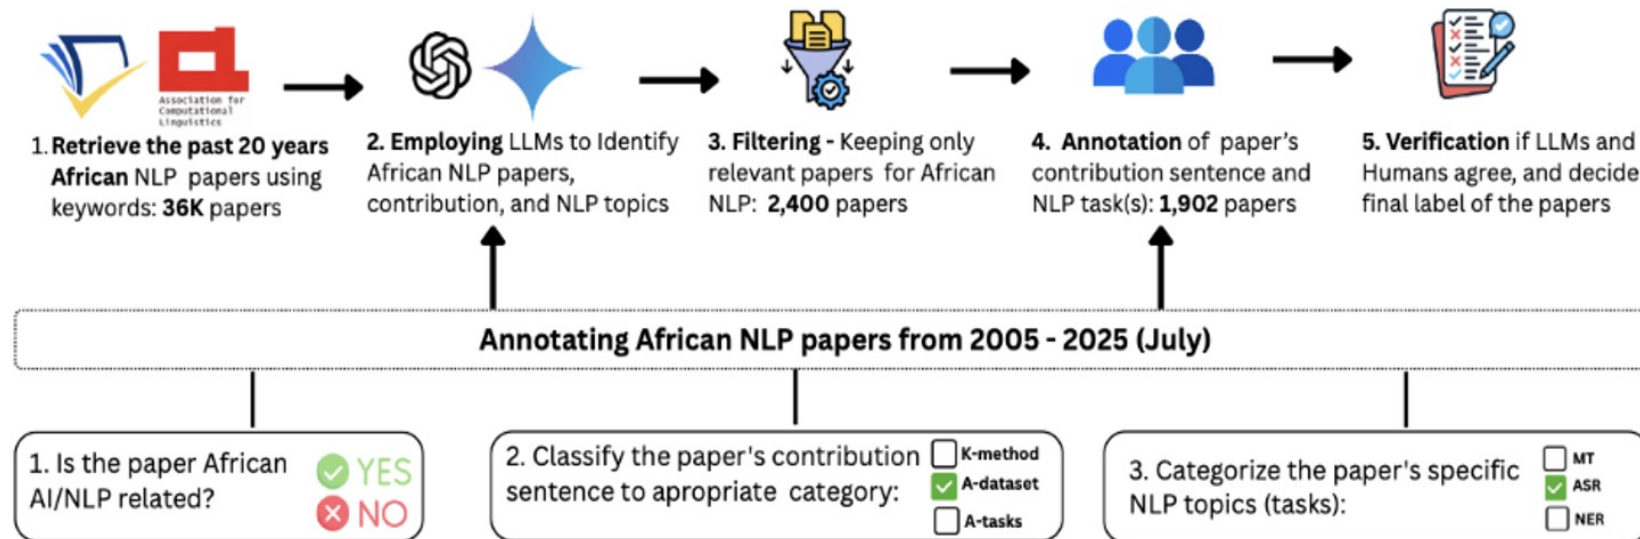 Association for
Computational
Linguistics
1. Retrieve the past 20 years
African NLP papers using
keywords: 36K papers
2. Employing LLMs to Identify
African NLP papers,
contribution, and NLP topics
3. Filtering - Keeping only
relevant papers for African
NLP: 2,400 papers
4. Annotation of paper's
contribution sentence and
NLP task(s): 1,902 papers
5. Verification if LLMs and
Humans agree, and decide
final label of the papers
Annotating African NLP papers from 2005 - 2025 (July)
1. Is the paper African
AI/NLP related?
YES
NO
2. Classify the paper's contribution
sentence to apropriate category:
K-method
A-dataset
A-tasks
3. Categorize the paper's specific
NLP topics (tasks):
MT
ASR
NER